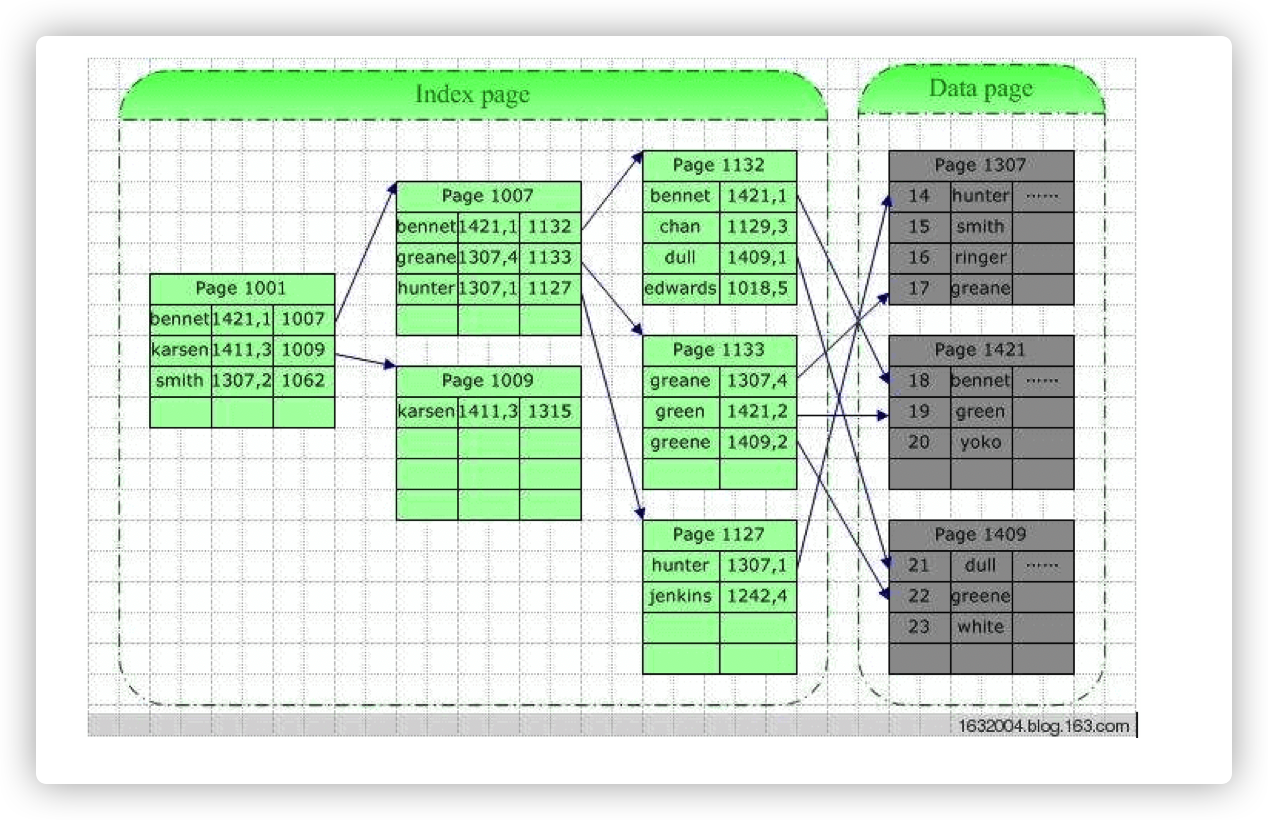 Index page
Data page
Page 1001
bennet 1421,1 1007
karsen 1411,3 1009
smith 1307,2 1062
Page 1007
bennet 1421,1 1132
greane 1307,4 1133
hunter 1307,1 1127
Page 1009
karsen 1411,3 1315
Page 1132
bennet 1421,1
chan 1129,3
dull 1409,1
edwards 1018,5
Page 1133
greane 1307,4
green 1421,2
greene 1409,2
Page 1127
hunter 1307,1
jenkins 1242,4
Page 1307
14 hunter ······
15 smith
16 ringer
17 greane
Page 1421
18 bennet ······
19 green
20 yoko
Page 1409
21 dull ······
22 greene
23 white
1632004.blog.163.com